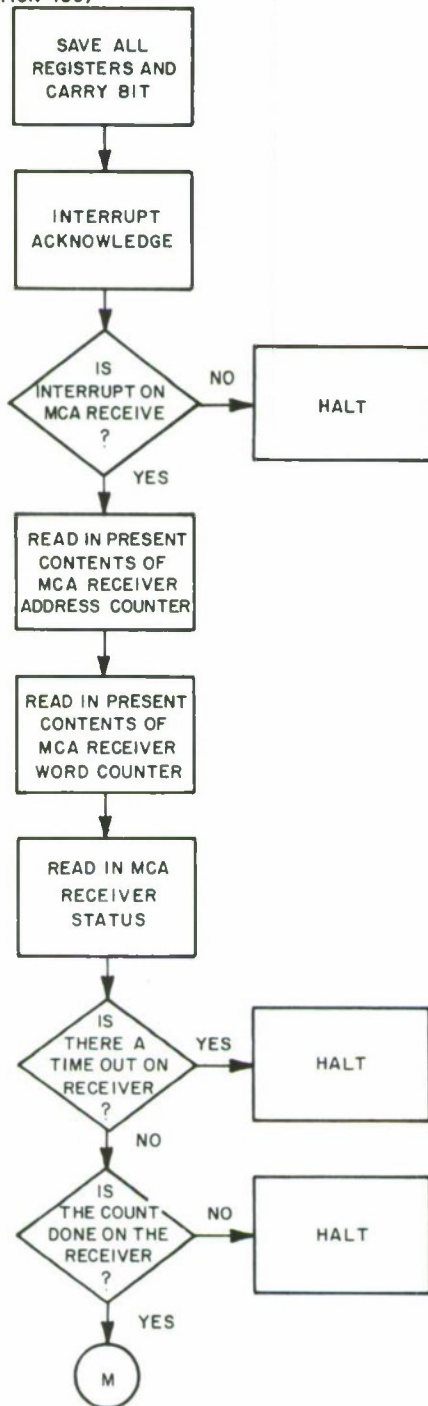 SAVE ALL
REGISTERS AND
CARRY BIT
INTERRUPT
ACKNOWLEDGE
IS
INTERRUPT ON
MCA RECEIVE
?
NO
HALT
YES
READ IN PRESENT
CONTENTS OF
MCA RECEIVER
ADDRESS COUNTER
READ IN PRESENT
CONTENTS OF
MCA RECEIVER
WORD COUNTER
READ IN MCA
RECEIVER
STATUS
IS
THERE A
TIME OUT ON
RECEIVER
?
YES
HALT
NO
IS
THE COUNT
DONE ON THE
RECEIVER
?
NO
HALT
YES
M